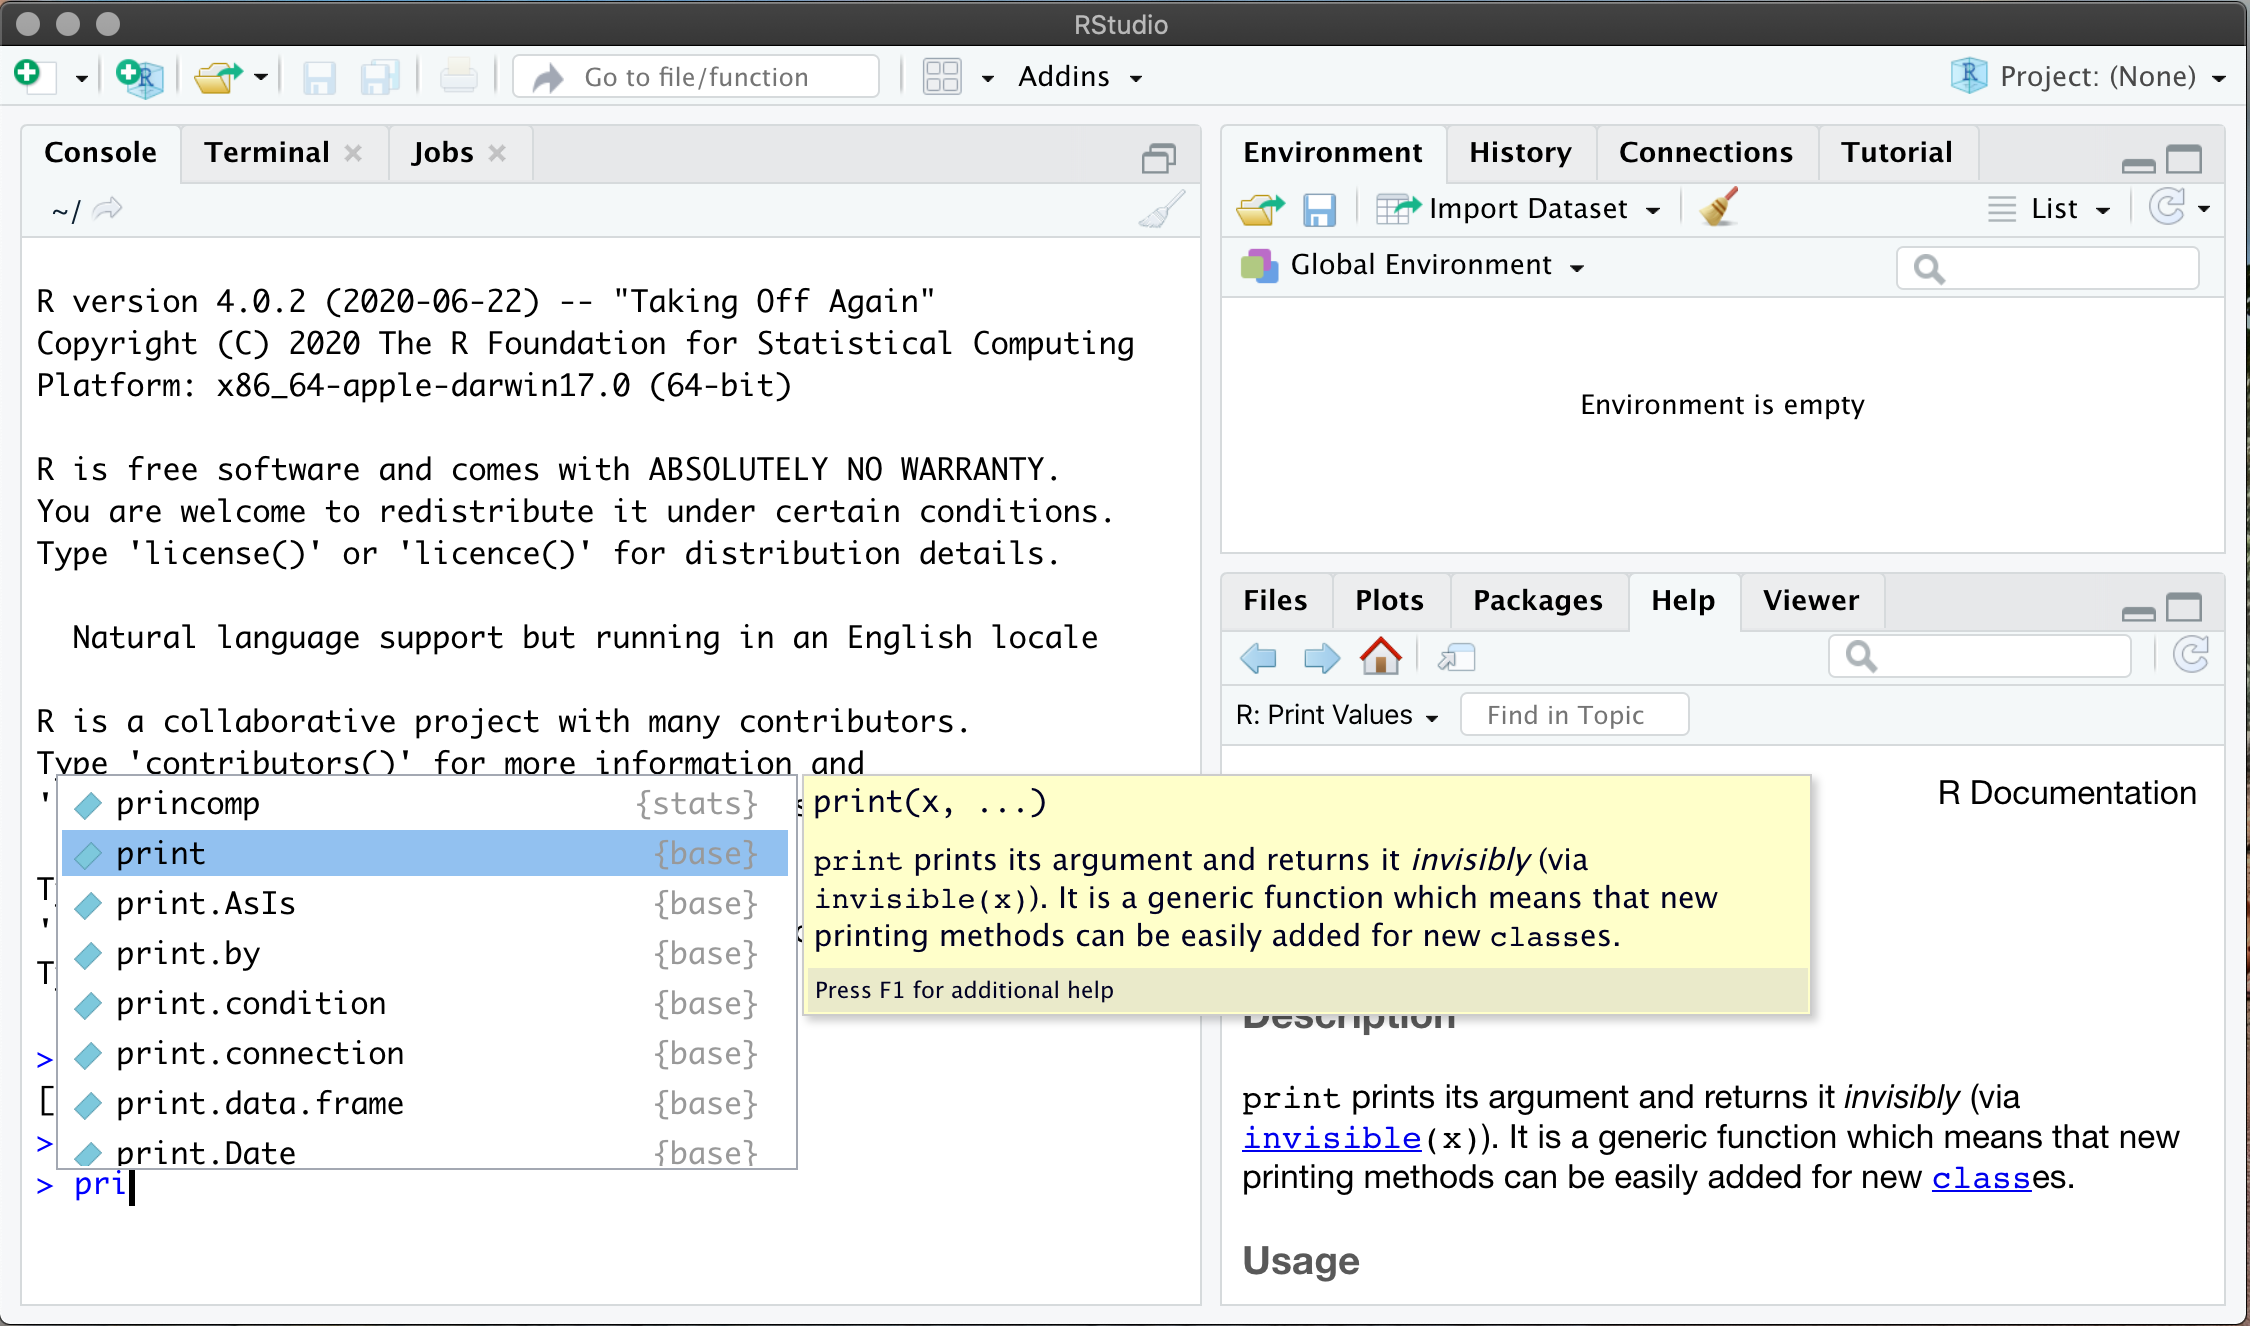 RStudio
Go to file/function
Addins
Project: (None)
Console
Terminal
Jobs
~/
R version 4.0.2 (2020-06-22) -- "Taking Off Again"
Copyright (C) 2020 The R Foundation for Statistical Computing
Platform: x86_64-apple-darwin17.0 (64-bit)
R is free software and comes with ABSOLUTELY NO WARRANTY.
You are welcome to redistribute it under certain conditions.
Type 'license()' or 'licence()' for distribution details.
Natural language support but running in an English locale
R is a collaborative project with many contributors.
Type 'contributors()' for more information and
princomp {stats}
print {base}
print.AsIs {base}
print.by {base}
print.condition {base}
print.connection {base}
print.data.frame {base}
print.Date {base}
>
[
>
> pri
print(x, ...)
print prints its argument and returns it invisibly (via
invisible(x)). It is a generic function which means that new
printing methods can be easily added for new classes.
Press F1 for additional help
Environment
History
Connections
Tutorial
Import Dataset
List
Global Environment
Environment is empty
Files
Plots
Packages
Help
Viewer
R: Print Values
Find in Topic
R Documentation
Description
print prints its argument and returns it invisibly (via
invisible(x)). It is a generic function which means that new
printing methods can be easily added for new classes.
Usage